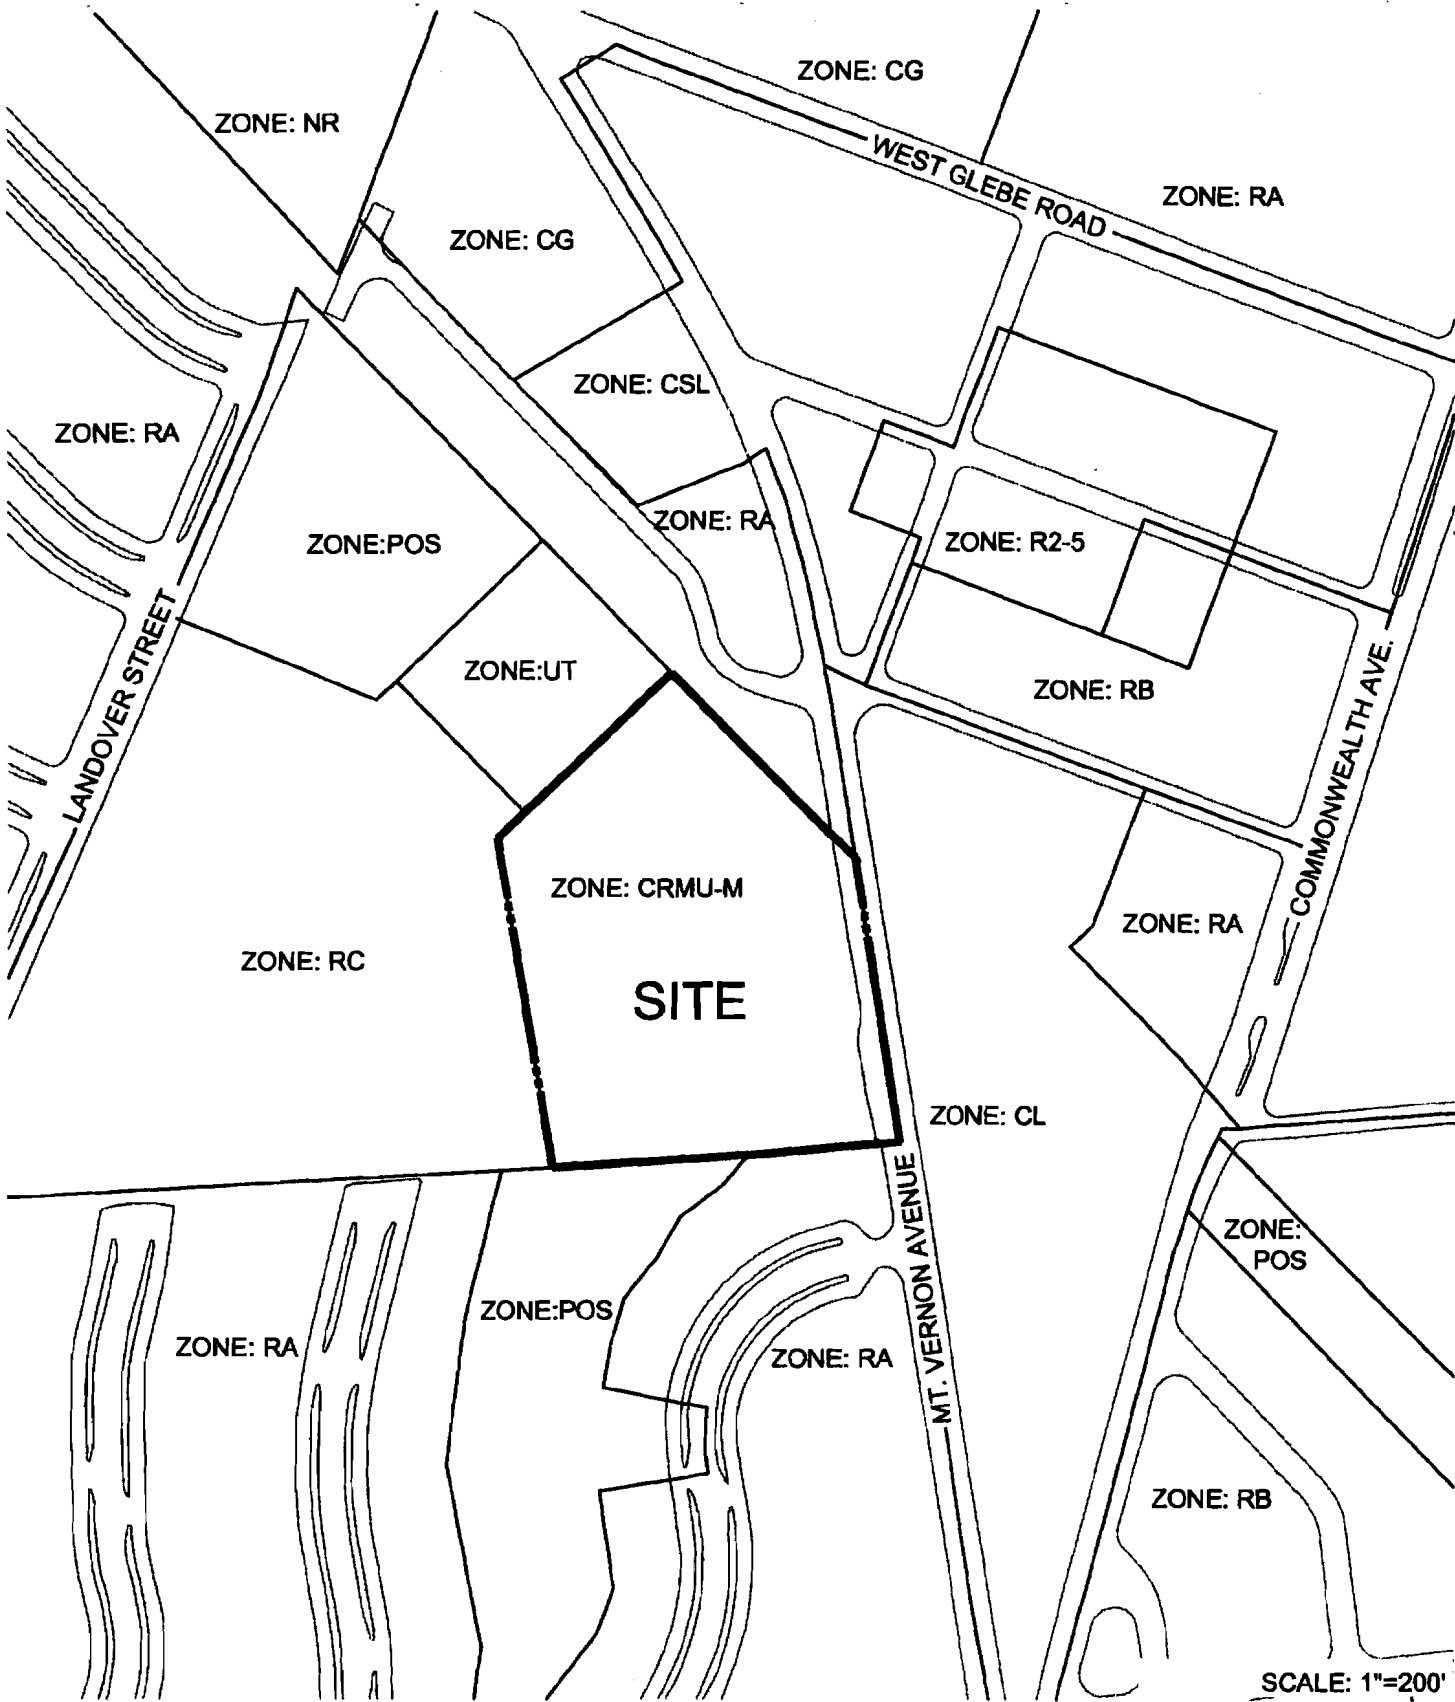 ZONE: CG
ZONE: NR
WEST GLEBE ROAD
ZONE: RA
ZONE: CG
ZONE: CSL
ZONE: RA
ZONE: RA
ZONE:POS
ZONE: R2-5
LANDOVER STREET
ZONE:UT
ZONE: RB
COMMONWEALTH AVE.
ZONE: CRMU-M
ZONE: RA
ZONE: RC
SITE
ZONE: CL
MT. VERNON AVENUE
ZONE:
POS
ZONE:POS
ZONE: RA
ZONE: RA
ZONE: RB
SCALE: 1"=200'